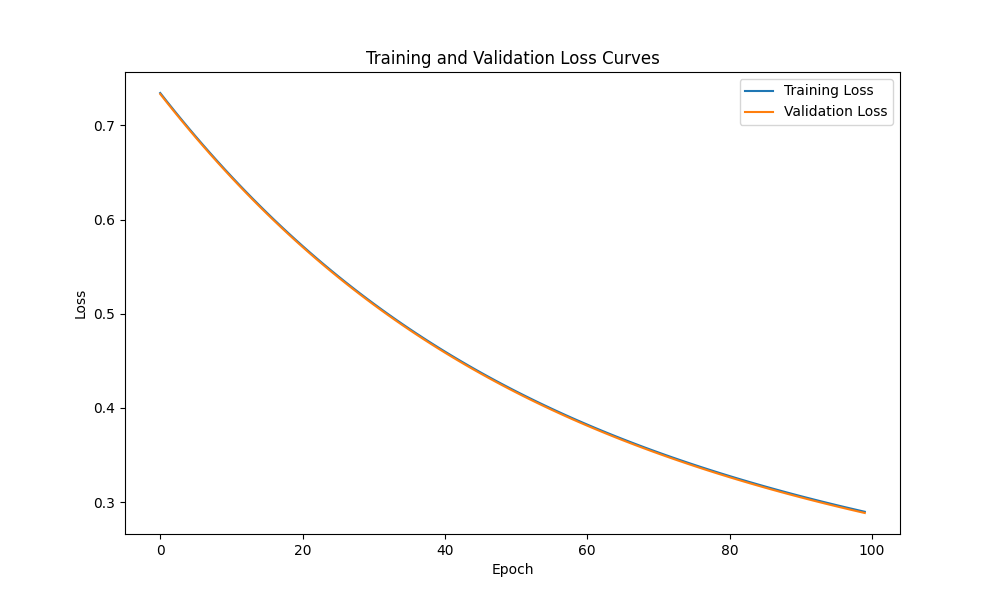 Training and Validation Loss Curves
Training Loss
Validation Loss
0.7
0.6
0.5
0.4
0.3
Loss
0 20 40 60 80 100
Epoch